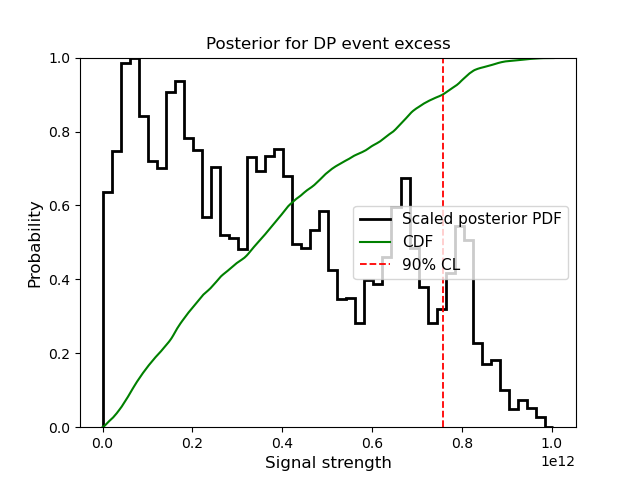 Posterior for DP event excess
1.0
0.8
0.6
0.4
0.2
0.0
Probability
Scaled posterior PDF
CDF
90% CL
0.0 0.2 0.4 0.6 0.8 1.0
1e12
Signal strength